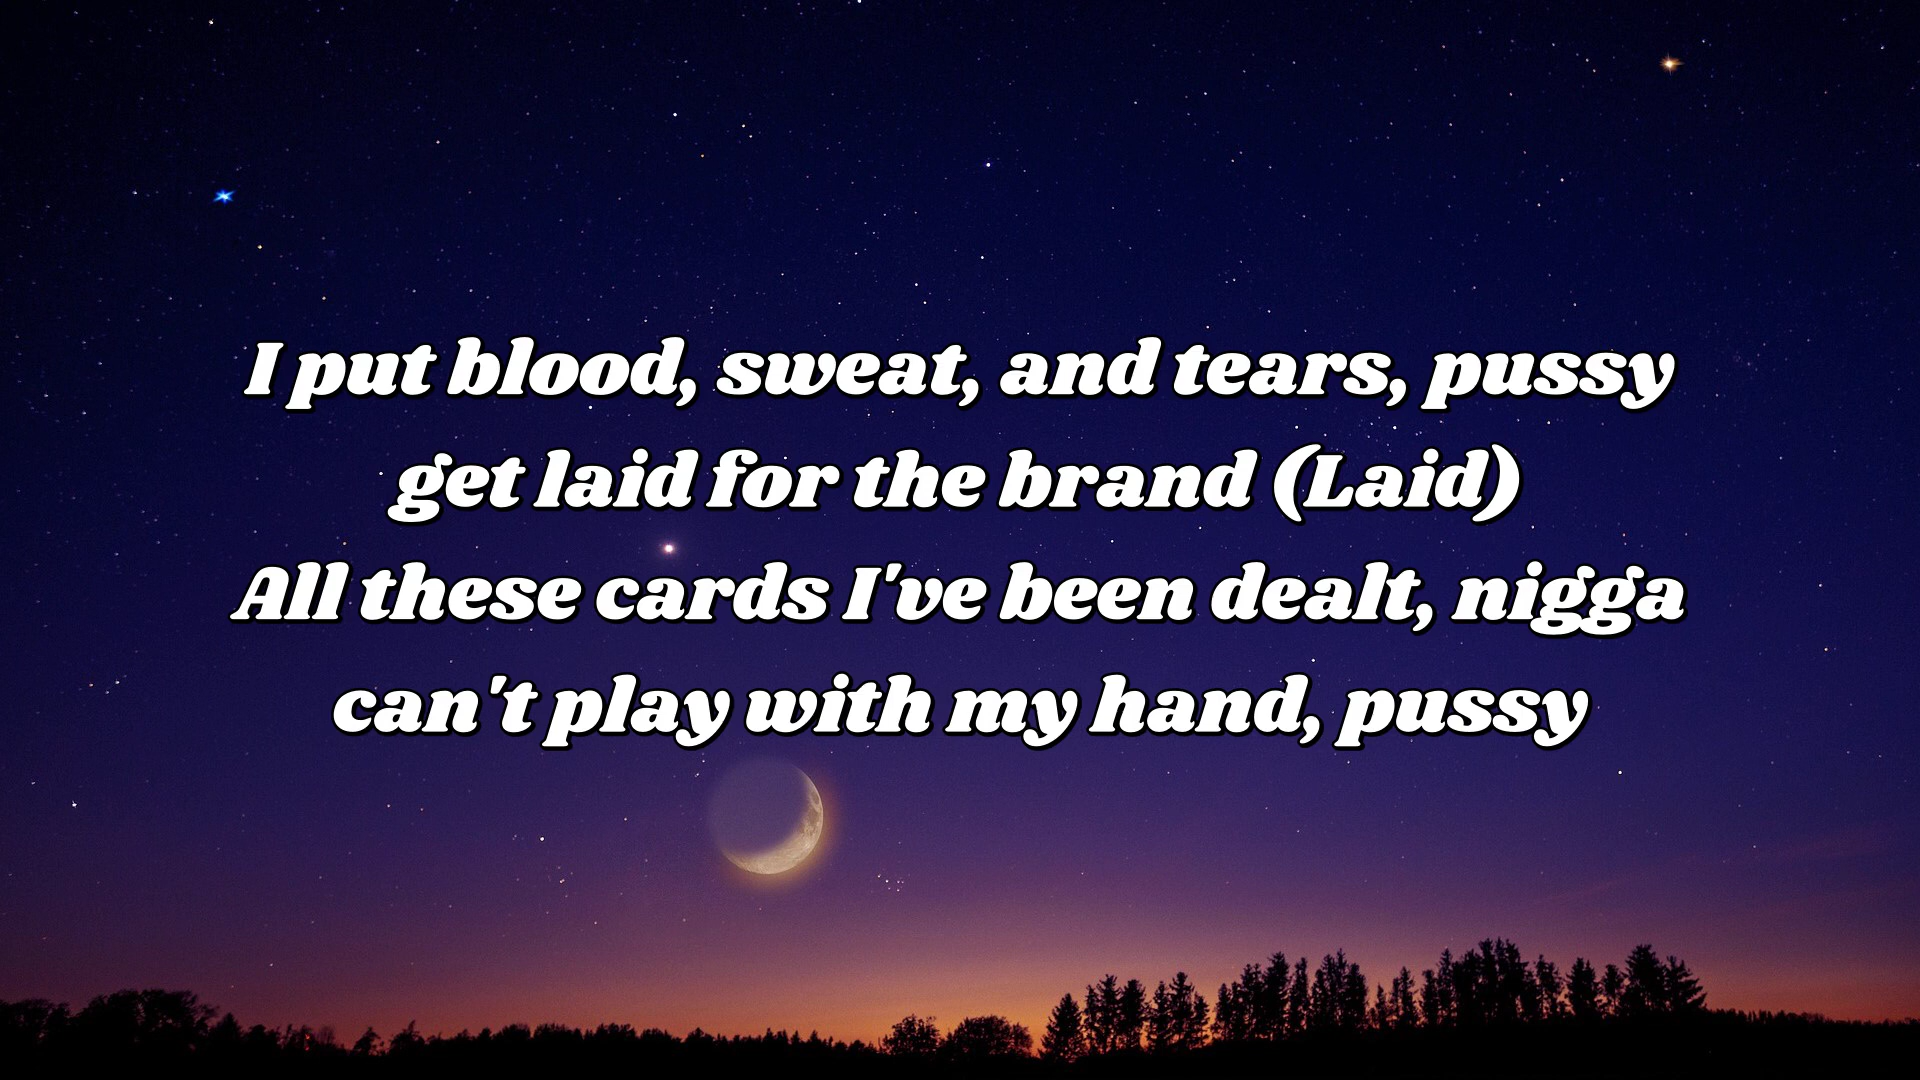 I put blood, sweat, and tears, pussy
get laid for the brand (Laid)
All these cards I've been dealt, nigga
can't play with my hand, pussy